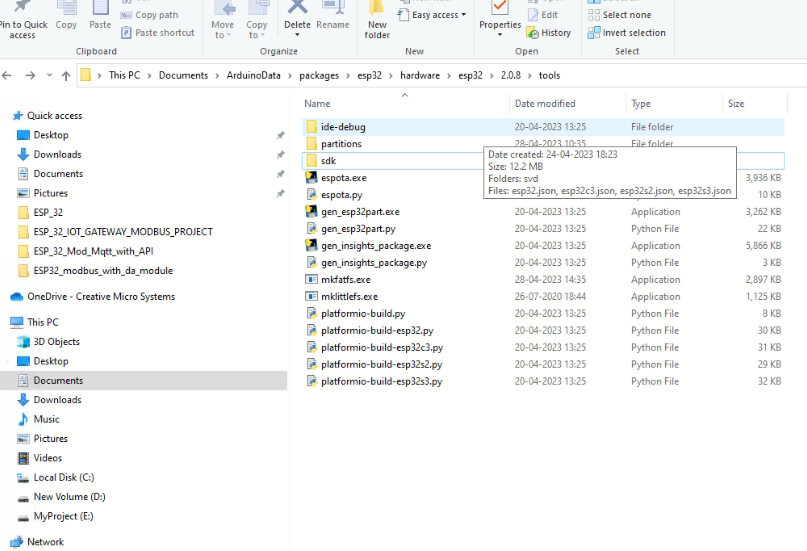 Pin to Quick access
Copy
Paste
Copy path
Paste shortcut
Clipboard
Move to
Copy to
Delete
Rename
Organize
New folder
Easy access
New
Properties
Edit
History
Open
Select none
Invert selection
Select
This PC > Documents > ArduinoData > packages > esp32 > hardware > esp32 > 2.0.8 > tools
Quick access
Desktop
Downloads
Documents
Pictures
ESP_32
ESP_32_IOT_GATEWAY_MODBUS_PROJECT
ESP_32_Mod_Mqtt_with_API
ESP32_modbus_with_da_module
OneDrive - Creative Micro Systems
This PC
3D Objects
Desktop
Documents
Downloads
Music
Pictures
Videos
Local Disk (C:)
New Volume (D:)
MyProject (E:)
Network
Name Date modified Type Size
ide-debug 20-04-2023 13:25 File folder
partitions 28-04-2023 10:35 File folder
sdk
Date created: 24-04-2023 18:23
Size: 12.2 MB
Folders: svd
Files: esp32.json, esp32c3.json, esp32s2.json, esp32s3.json
espota.exe 3,936 KB
espota.py 10 KB
gen_esp32part.exe 20-04-2023 13:25 Application 3,262 KB
gen_esp32part.py 20-04-2023 13:25 Python File 22 KB
gen_insights_package.exe 20-04-2023 13:25 Application 5,866 KB
gen_insights_package.py 20-04-2023 13:25 Python File 3 KB
mkfatfs.exe 28-04-2023 14:35 Application 2,897 KB
mklittlefs.exe 26-07-2020 18:44 Application 1,125 KB
platformio-build.py 20-04-2023 13:25 Python File 8 KB
platformio-build-esp32.py 20-04-2023 13:25 Python File 30 KB
platformio-build-esp32c3.py 20-04-2023 13:25 Python File 31 KB
platformio-build-esp32s2.py 20-04-2023 13:25 Python File 29 KB
platformio-build-esp32s3.py 20-04-2023 13:25 Python File 32 KB